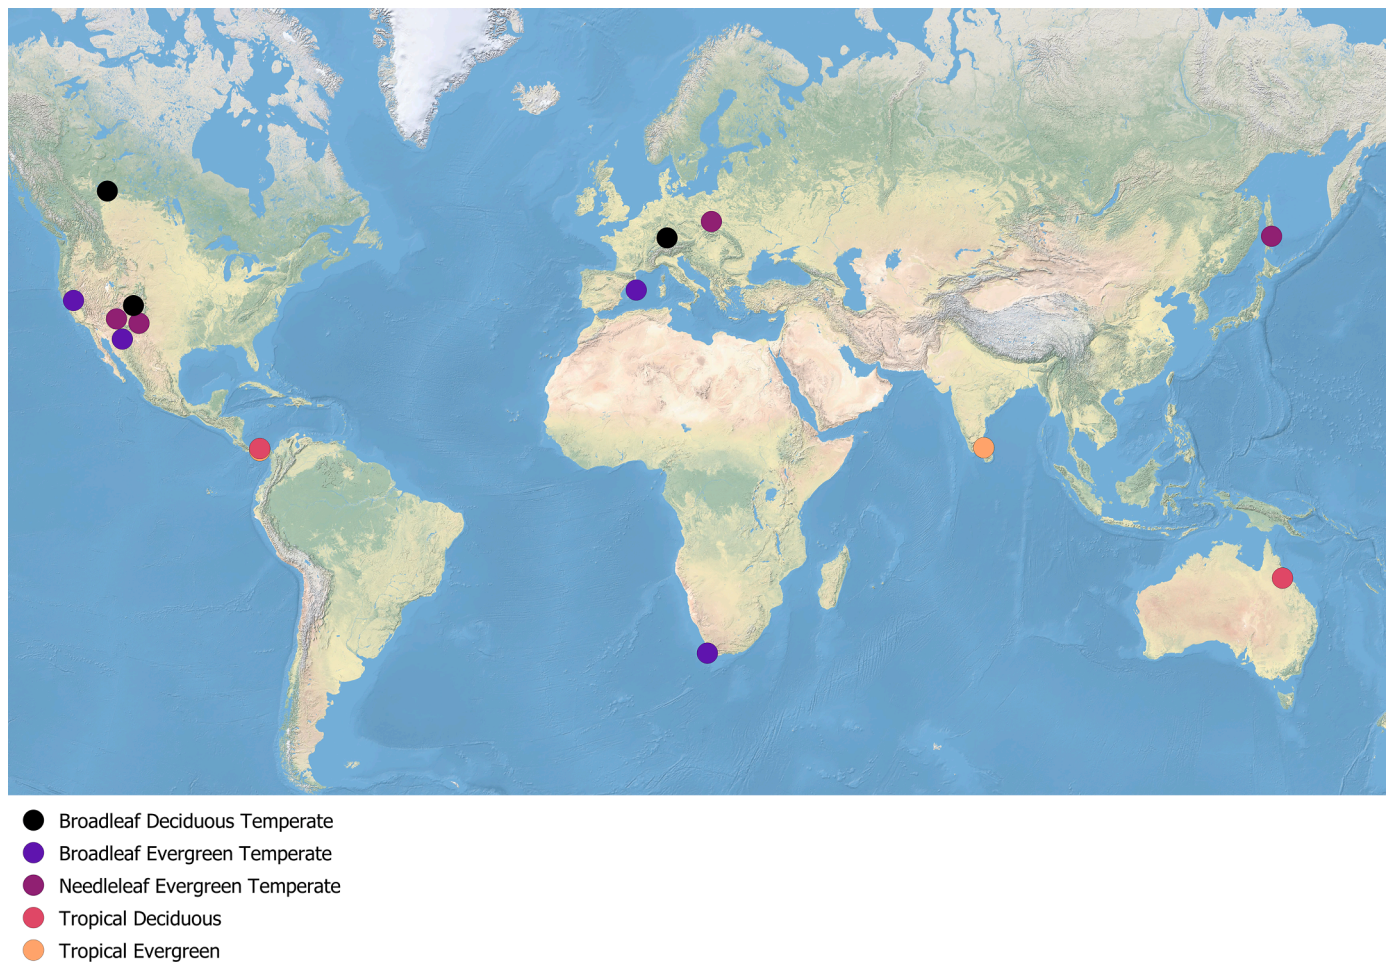 Broadleaf Deciduous Temperate
Broadleaf Evergreen Temperate
Needleleaf Evergreen Temperate
Tropical Deciduous
Tropical Evergreen